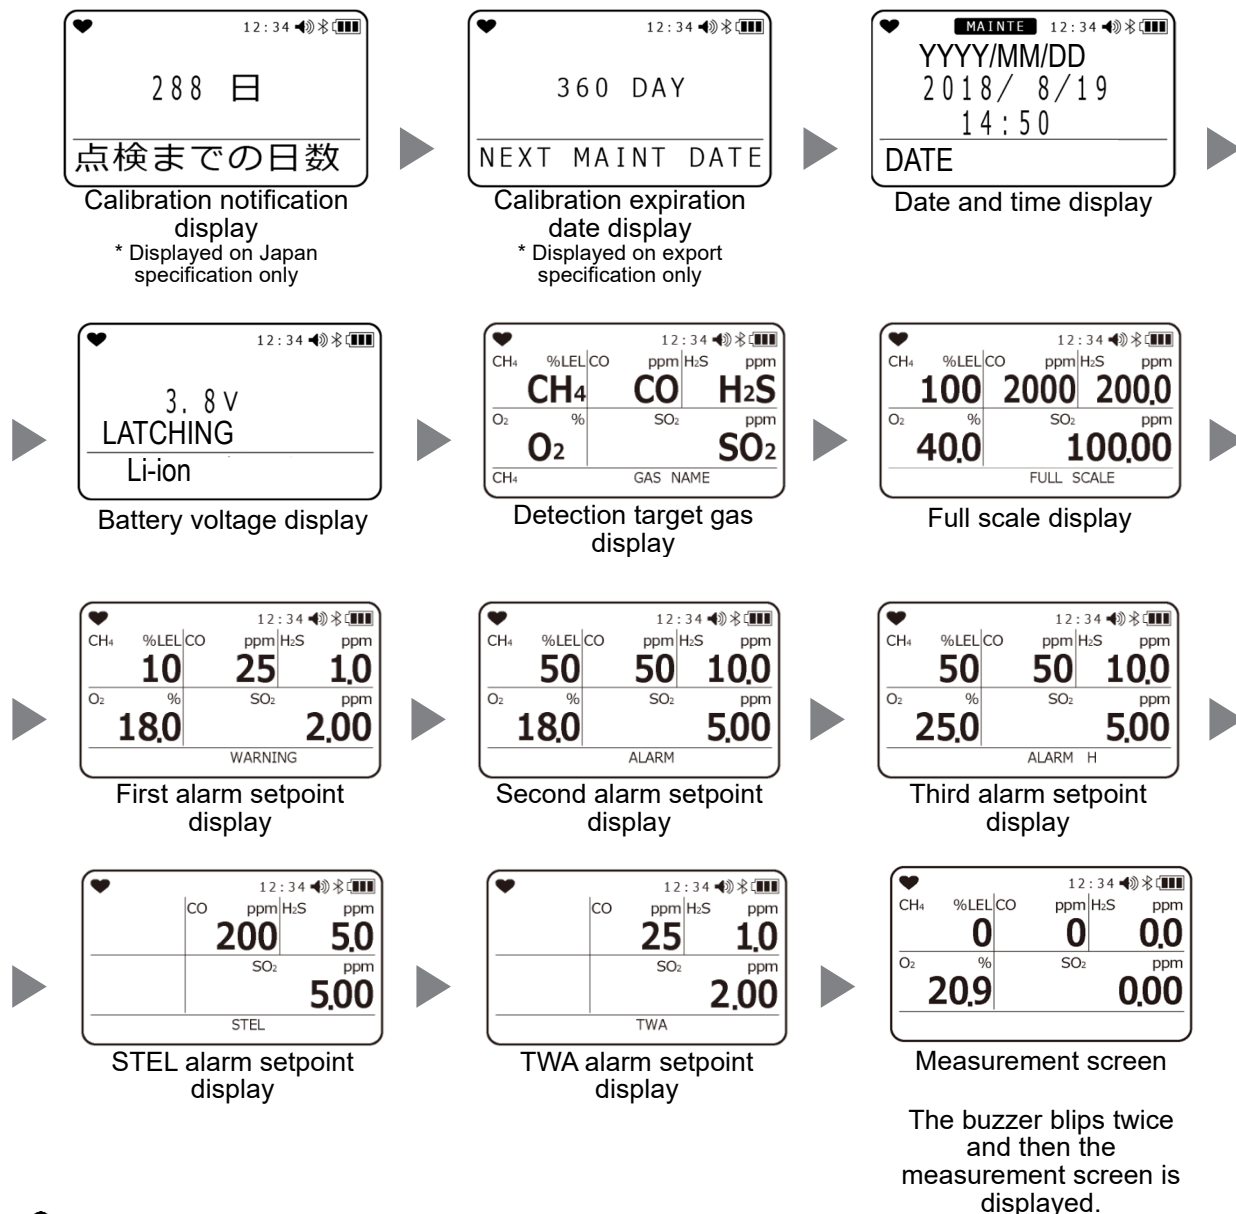 12:34
288 日
点検までの日数
Calibration notification
display
* Displayed on Japan
specification only
12:34
360 DAY
NEXT MAINT DATE
Calibration expiration
date display
* Displayed on export
specification only
MAINTE 12:34
YYYY/MM/DD
2018/ 8/19
14:50
DATE
Date and time display
12:34
3. 8V
LATCHING
Li-ion
Battery voltage display
12:34
CH₄ %LEL CO ppm H₂S ppm
CH₄ CO H₂S
O₂ % SO₂ ppm
O₂ SO₂
CH₄ GAS NAME
Detection target gas
display
12:34
CH₄ %LEL CO ppm H₂S ppm
100 2000 200.0
O₂ % SO₂ ppm
40.0 100.00
FULL SCALE
Full scale display
12:34
CH₄ %LEL CO ppm H₂S ppm
10 25 1.0
O₂ % SO₂ ppm
18.0 2.00
WARNING
First alarm setpoint
display
12:34
CH₄ %LEL CO ppm H₂S ppm
50 50 10.0
O₂ % SO₂ ppm
18.0 5.00
ALARM
Second alarm setpoint
display
12:34
CH₄ %LEL CO ppm H₂S ppm
50 50 10.0
O₂ % SO₂ ppm
25.0 5.00
ALARM H
Third alarm setpoint
display
12:34
CO ppm H₂S ppm
200 5.0
SO₂ ppm
5.00
STEL
STEL alarm setpoint
display
12:34
CO ppm H₂S ppm
25 1.0
SO₂ ppm
2.00
TWA
TWA alarm setpoint
display
12:34
CH₄ %LEL CO ppm H₂S ppm
0 0 0.0
O₂ % SO₂ ppm
20.9 0.00
Measurement screen
The buzzer blips twice
and then the
measurement screen is
displayed.